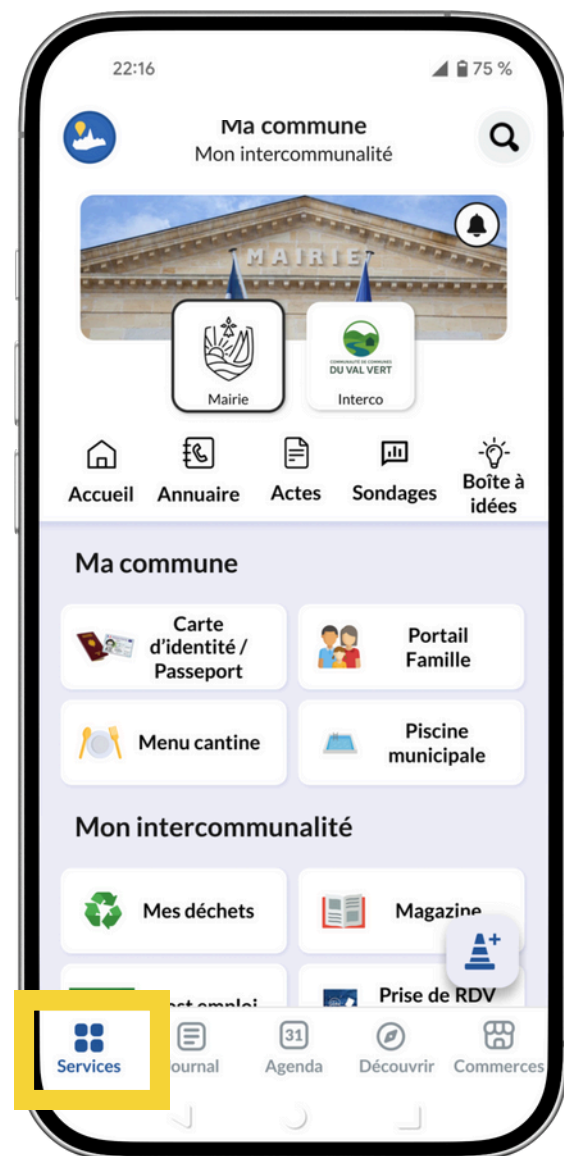 22:16
75 %
Ma commune
Mon intercommunalité
MAIRIE
COMMUNAUTÉ DE COMMUNES
DU VAL VERT
Mairie
Interco
Accueil
Annuaire
Actes
Sondages
Boîte à
idées
Ma commune
Carte
d'identité /
Passeport
Portail
Famille
Menu cantine
Piscine
municipale
Mon intercommunalité
Mes déchets
Magazine
emploi
Prise de RDV
Services
Journal
31
Agenda
Découvrir
Commerces